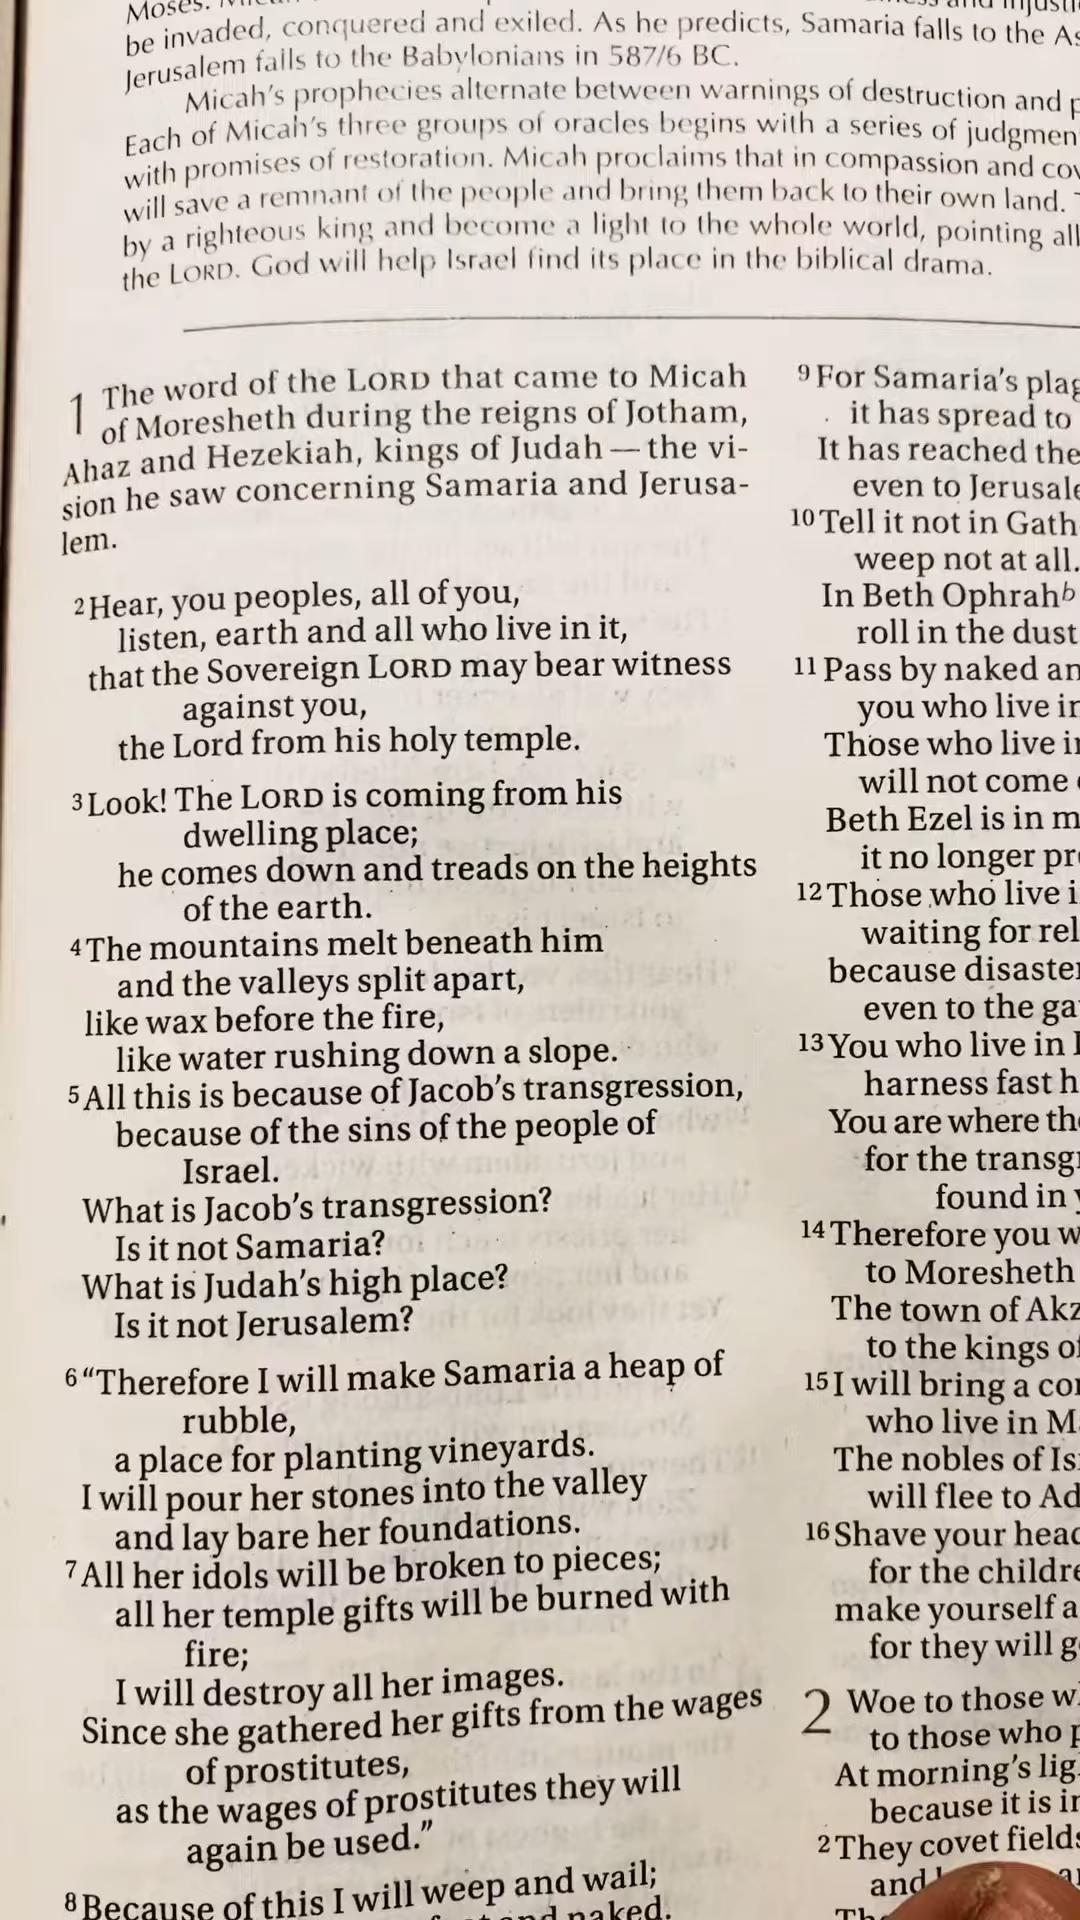 Moses.
be invaded, conquered and exiled. As he predicts, Samaria falls to the
Jerusalem falls to the Babylonians in 587/6 BC.
Micah's prophecies alternate between warnings of destruction and
Each of Micah's three groups of oracles begins with a series of
with promises of restoration. Micah proclaims that in compassion and
will save a remnant of the people and bring them back to their own land.
by a righteous king and become a light to the whole world, pointing all
the LORD. God will help Israel find its place in the biblical drama.
1 The word of the LORD that came to Micah
of Moresheth during the reigns of Jotham,
Ahaz and Hezekiah, kings of Judah — the vi-
sion he saw concerning Samaria and Jerusa-
lem.
2 Hear, you peoples, all of you,
listen, earth and all who live in it,
that the Sovereign LORD may bear witness
against you,
the Lord from his holy temple.
3 Look! The LORD is coming from his
dwelling place;
he comes down and treads on the heights
of the earth.
4 The mountains melt beneath him
and the valleys split apart,
like wax before the fire,
like water rushing down a slope.
5 All this is because of Jacob's transgression,
because of the sins of the people of
Israel.
What is Jacob's transgression?
Is it not Samaria?
What is Judah's high place?
Is it not Jerusalem?
6 "Therefore I will make Samaria a heap of
rubble,
a place for planting vineyards.
I will pour her stones into the valley
and lay bare her foundations.
7 All her idols will be broken to pieces;
all her temple gifts will be burned with
fire;
I will destroy all her images.
Since she gathered her gifts from the wages
of prostitutes,
as the wages of prostitutes they will
again be used."
8 Because of this I will weep and wail;
and naked.
9 For Samaria's
it has spread to
It has reached the
even to
10 Tell it not in Gath
weep not at all.
In Beth Ophrah b
roll in the dust
11 Pass by naked
you who live
Those who live
will not come
Beth Ezel is in
it no longer
12 Those who live
waiting for
because
even to the
13 You who live in
harness fast
You are where
for the
found in
14 Therefore you
to Moresheth
The town of
to the kings
15 I will bring a
who live in
The nobles of
will flee to
16 Shave your
for the
make yourself
for they will
2 Woe to those
to those who
At morning's
because it is
2 They covet
and